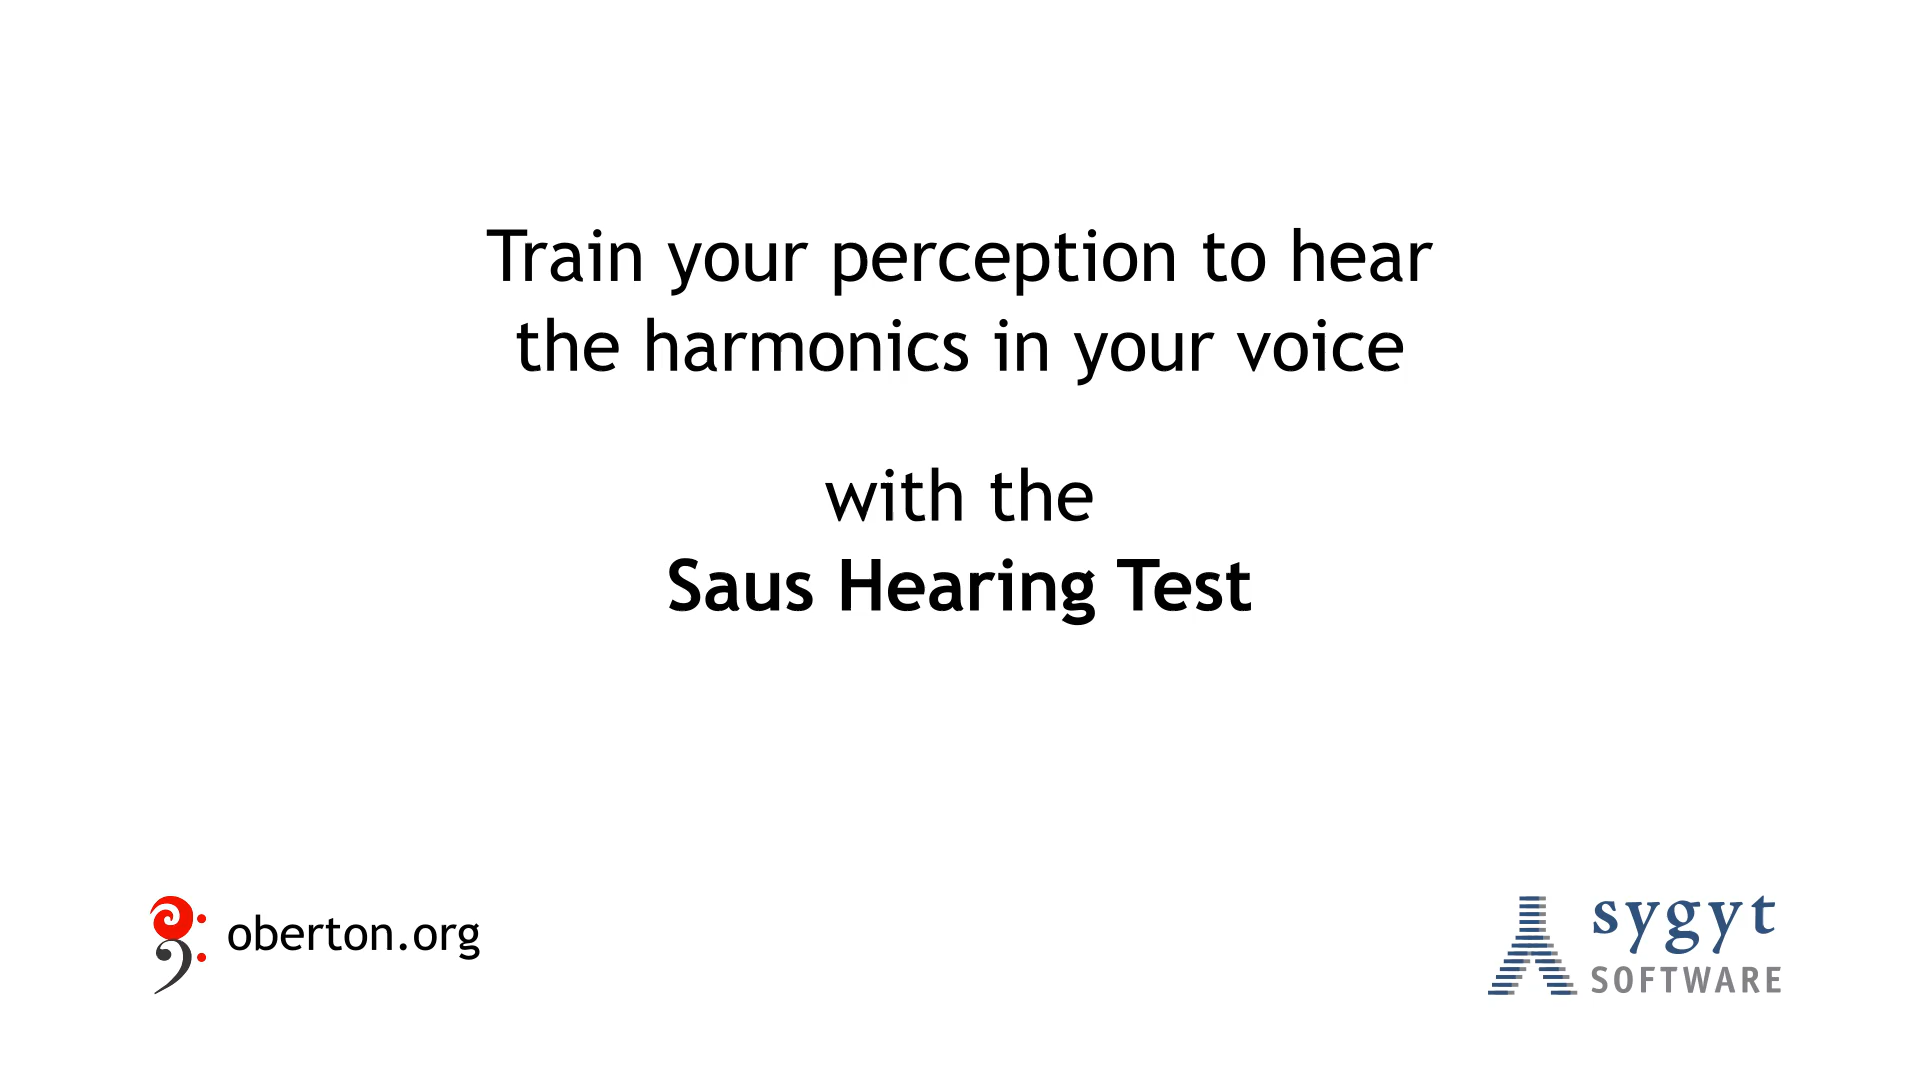 Train your perception to hear
the harmonics in your voice
with the
Saus Hearing Test
oberton.org
sygyt
SOFTWARE